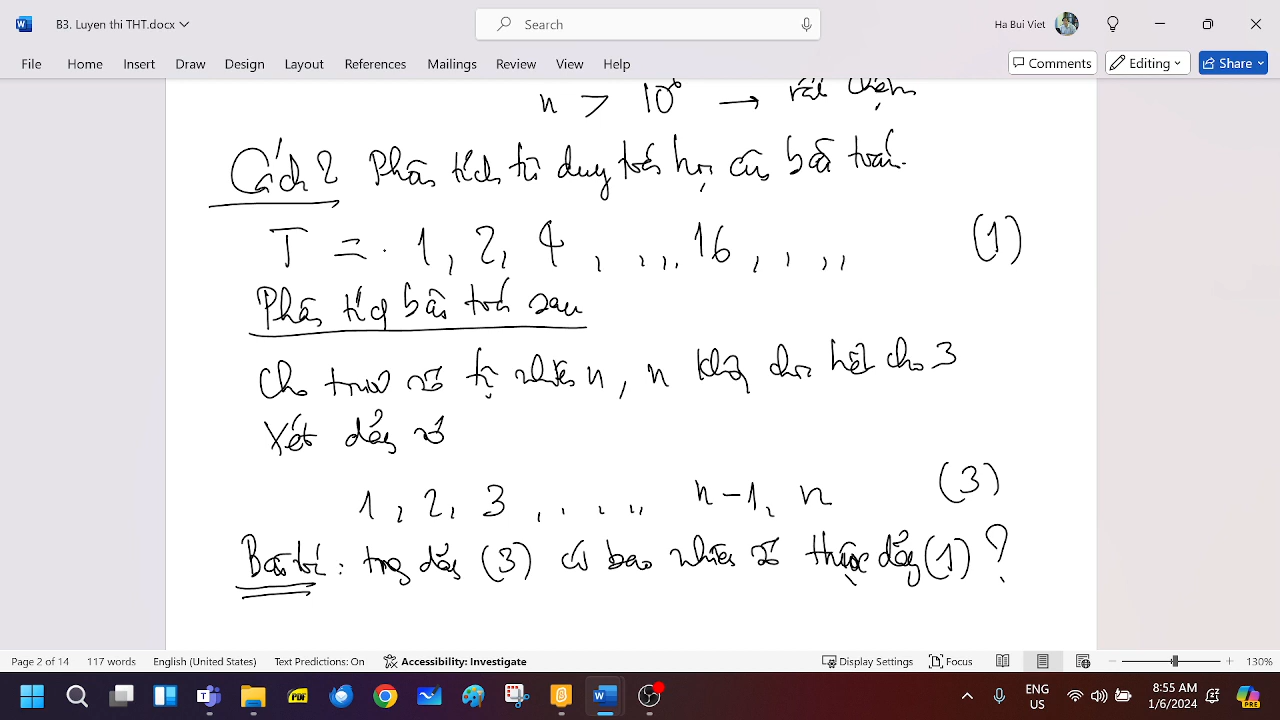 B3. Luyen thi THT.docx
Search
Ha Bui Viet
File Home Insert Draw Design Layout References Mailings Review View Help
Comments Editing Share
n > 10⁶ → rất chậm
Cách 2 Phân tích tư duy toán học của bài toán.
T = 1, 2, 4, ..., 16, , , , (1)
Phân tích bài toán sau
Cho trước số tự nhiên n, n không chia hết cho 3
Xét dãy số
1, 2, 3, . . ., n-1, n (3)
Bài trí: trong dãy (3) có bao nhiêu số thuộc dãy (1)?
Page 2 of 14 117 words English (United States) Text Predictions: On Accessibility: Investigate Display Settings Focus 130%
ENG
US
8:55 AM
1/6/2024
PDF
PRE